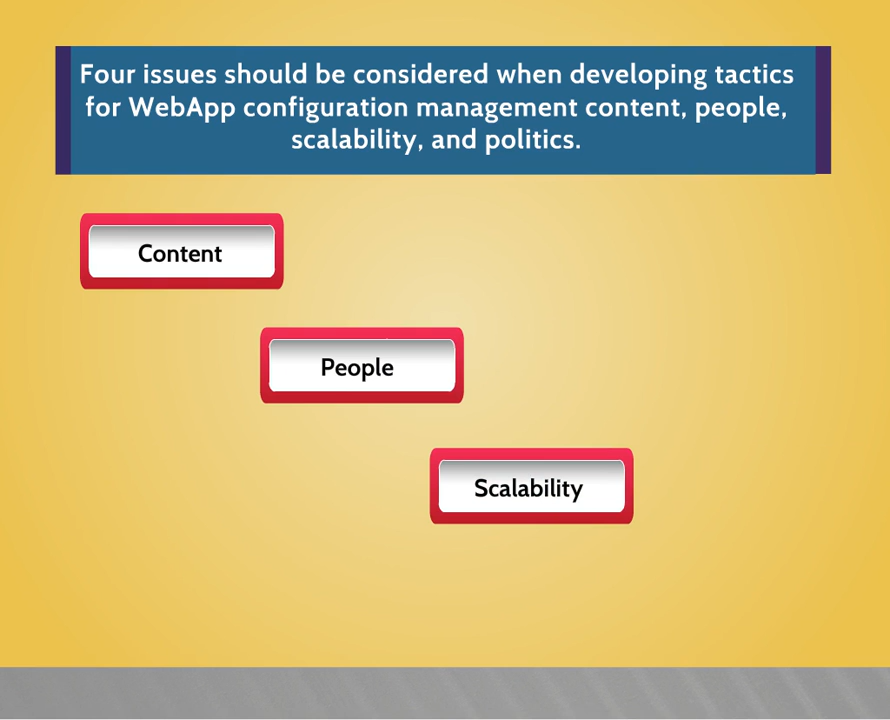 Four issues should be considered when developing tactics
for WebApp configuration management content, people,
scalability, and politics.
Content
People
Scalability